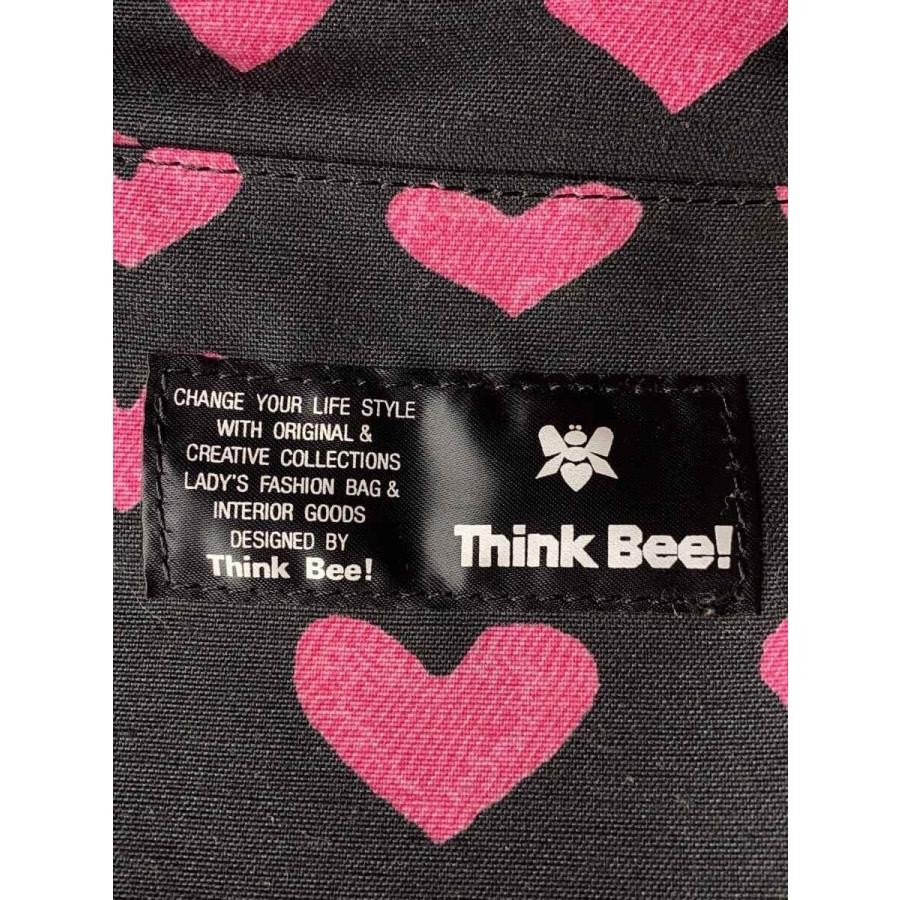 CHANGE YOUR LIFE STYLE
WITH ORIGINAL &
CREATIVE COLLECTIONS
LADY'S FASHION BAG &
INTERIOR GOODS
DESIGNED BY
Think Bee!
Think Bee!